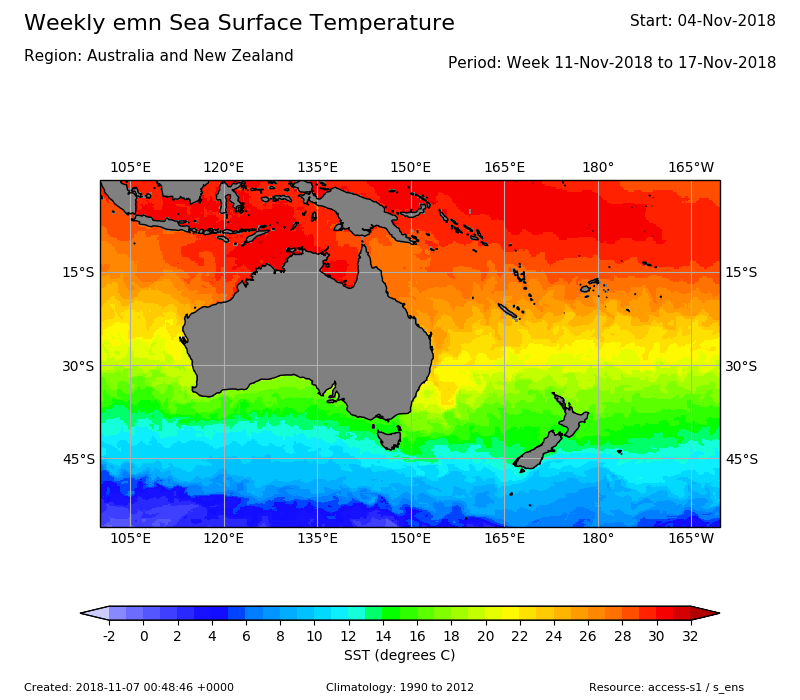 Weekly emn Sea Surface Temperature
Start: 04-Nov-2018
Region: Australia and New Zealand
Period: Week 11-Nov-2018 to 17-Nov-2018
105°E 120°E 135°E 150°E 165°E 180° 165°W
15°S 15°S
30°S 30°S
45°S 45°S
105°E 120°E 135°E 150°E 165°E 180° 165°W
-2 0 2 4 6 8 10 12 14 16 18 20 22 24 26 28 30 32
SST (degrees C)
Created: 2018-11-07 00:48:46 +0000 Climatology: 1990 to 2012 Resource: access-s1 / s_ens